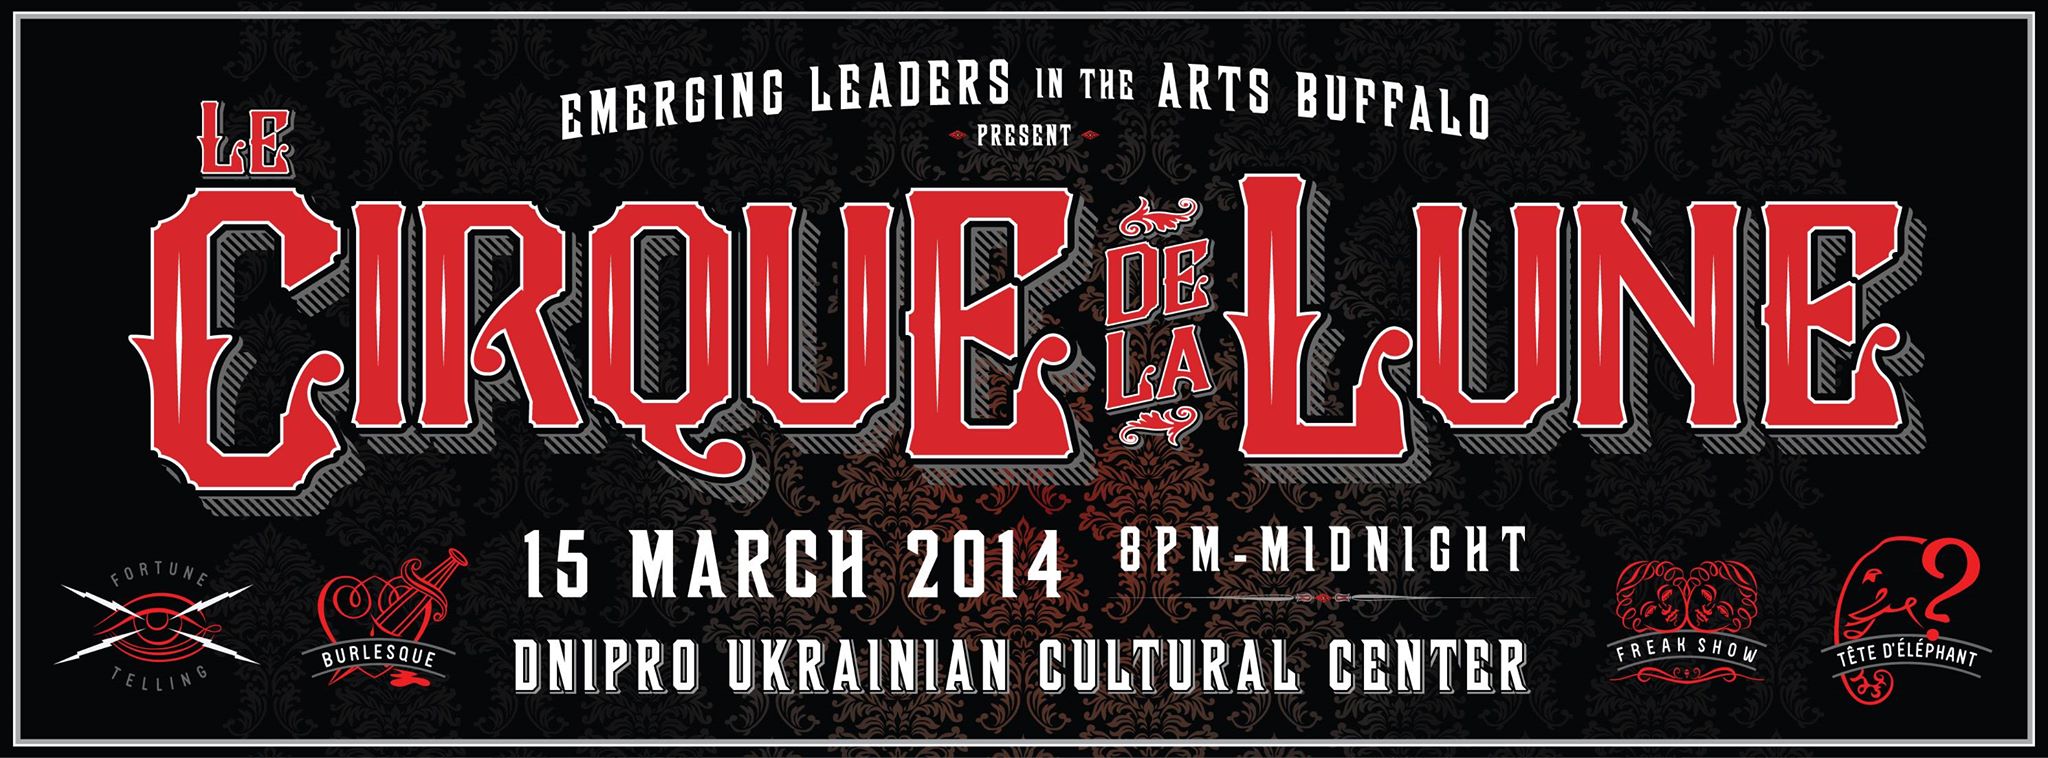 EMERGING LEADERS IN THE ARTS BUFFALO
PRESENT
LE
CIRQUE DE LA LUNE
15 MARCH 2014 8PM-MIDNIGHT
DNIPRO UKRAINIAN CULTURAL CENTER
FORTUNE
TELLING
BURLESQUE
FREAK SHOW
?
TÊTE D'ÉLÉPHANT